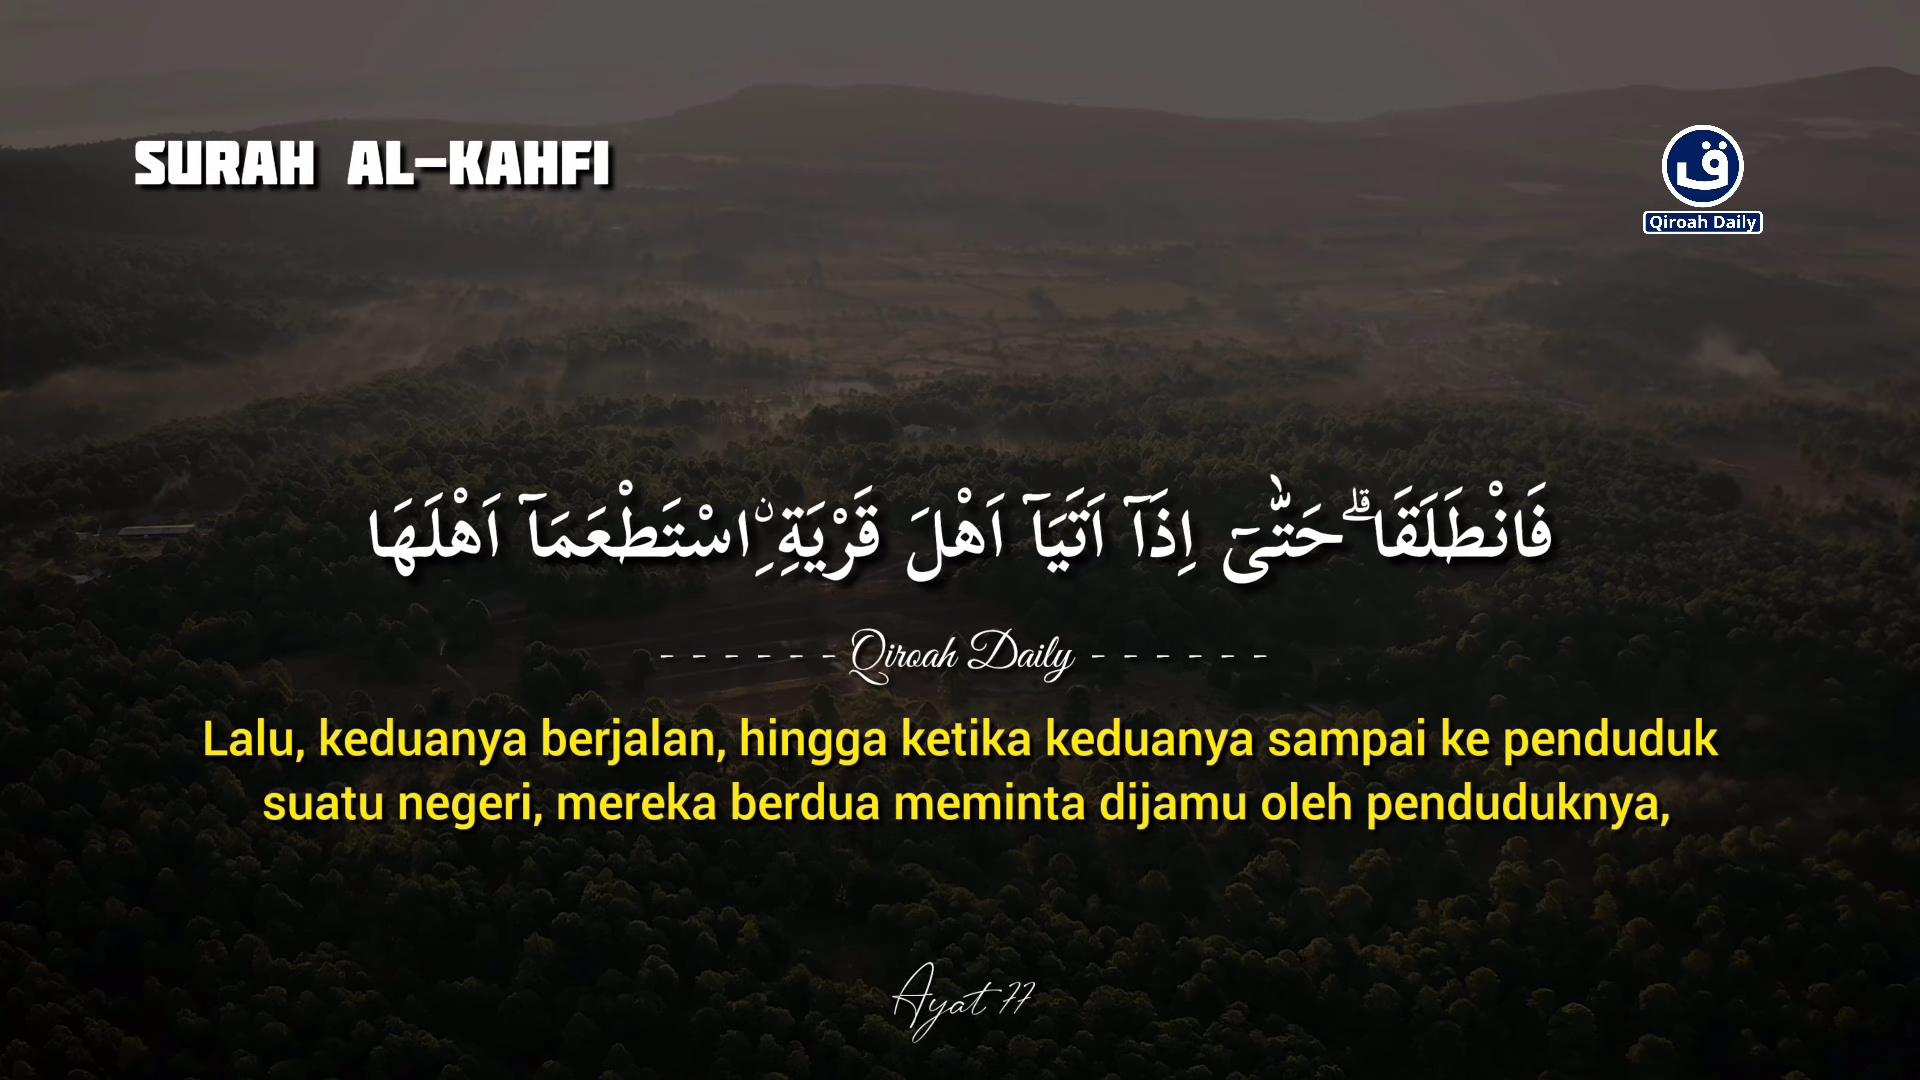 SURAH AL-KAHFI
ق
Qiroah Daily
فَانْطَلَقَا ۗحَتّٰىٓ اِذَآ اَتَيَآ اَهْلَ قَرْيَةِ ِۨاسْتَطْعَمَآ اَهْلَهَا
- - - - - - Qiroah Daily - - - - - -
Lalu, keduanya berjalan, hingga ketika keduanya sampai ke penduduk
suatu negeri, mereka berdua meminta dijamu oleh penduduknya,
Ayat 77